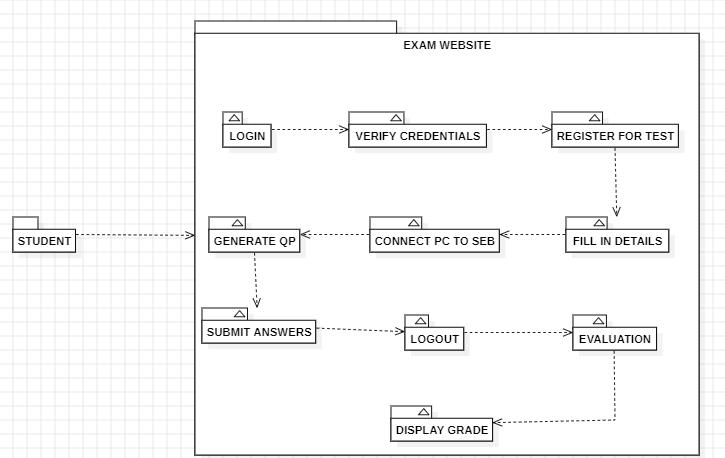 EXAM WEBSITE
LOGIN
VERIFY CREDENTIALS
REGISTER FOR TEST
STUDENT
GENERATE QP
CONNECT PC TO SEB
FILL IN DETAILS
SUBMIT ANSWERS
LOGOUT
EVALUATION
DISPLAY GRADE